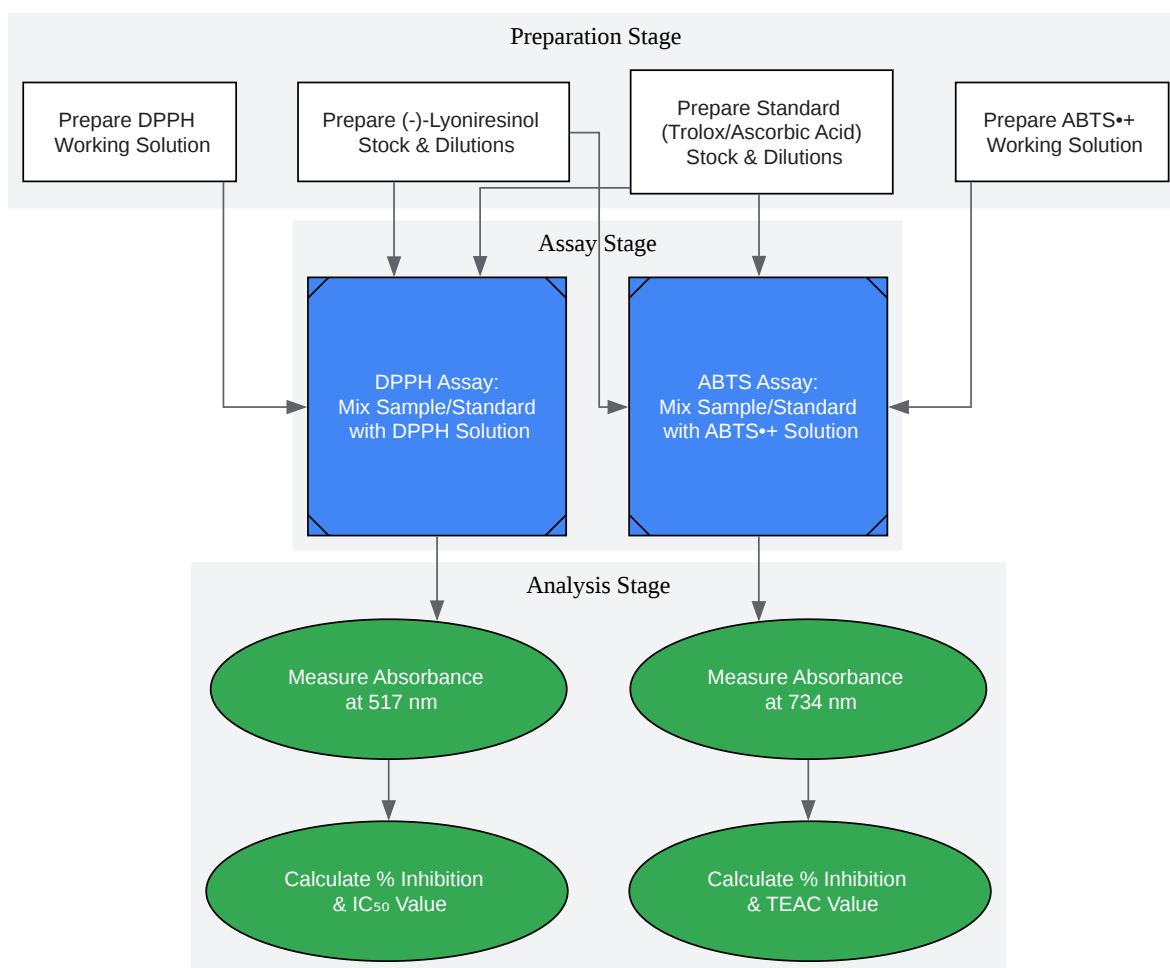 Preparation Stage
Prepare DPPH
Working Solution
Prepare (-)-Lyoniresinol
Stock & Dilutions
Prepare Standard
(Trolox/Ascorbic Acid)
Stock & Dilutions
Prepare ABTS•+
Working Solution
Assay Stage
DPPH Assay:
Mix Sample/Standard
with DPPH Solution
ABTS Assay:
Mix Sample/Standard
with ABTS•+ Solution
Analysis Stage
Measure Absorbance
at 517 nm
Measure Absorbance
at 734 nm
Calculate % Inhibition
& IC₅₀ Value
Calculate % Inhibition
& TEAC Value